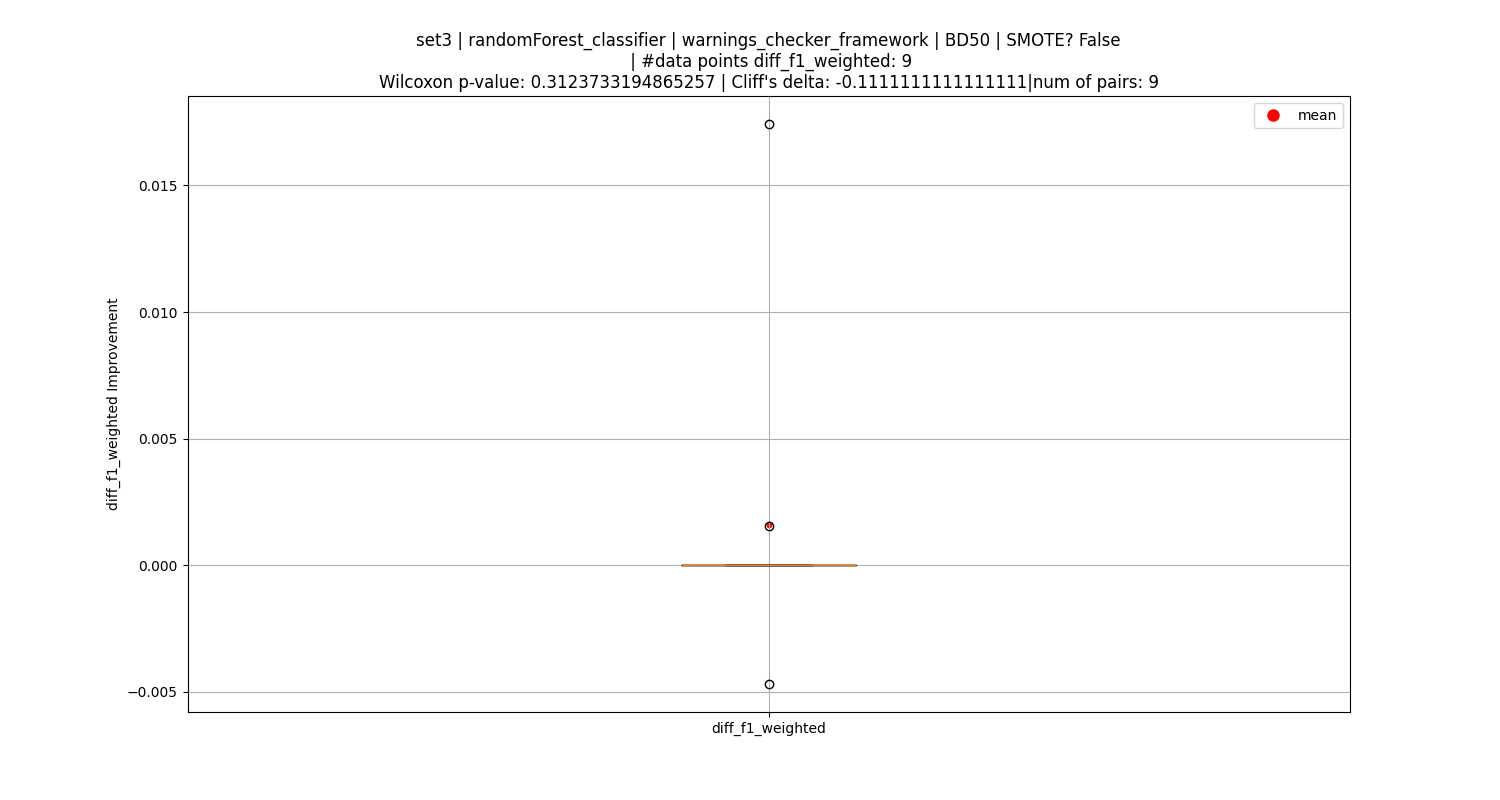 set3 | randomForest_classifier | warnings_checker_framework | BD50 | SMOTE? False
| #data points diff_f1_weighted: 9
Wilcoxon p-value: 0.3123733194865257 | Cliff's delta: -0.1111111111111111|num of pairs: 9
mean
0.015
0.010
0.005
0.000
−0.005
diff_f1_weighted Improvement
diff_f1_weighted